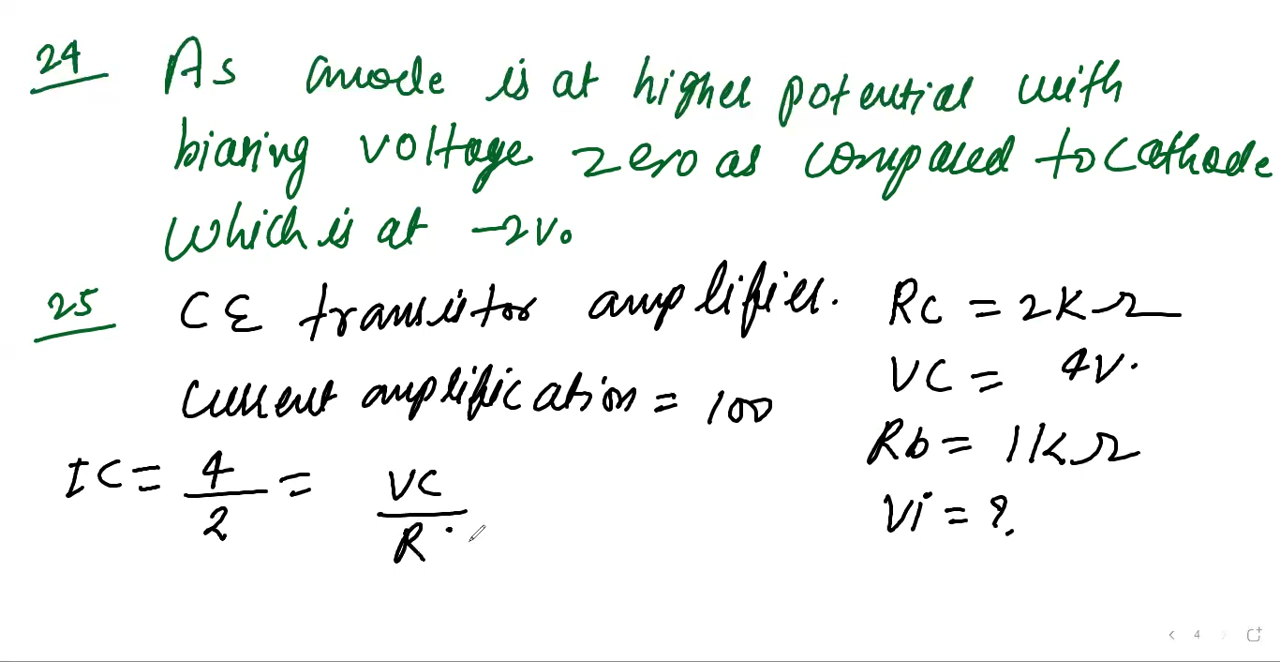 24 As anode is at higher potential with
biasing voltage zero as compared to cathode
which is at -2V.
25 CE transistor amplifier.
Current amplification = 100
IC = 4/2 = VC/R
RC = 2KΩ
VC = 4V.
Rb = 1KΩ
Vi = ?
4